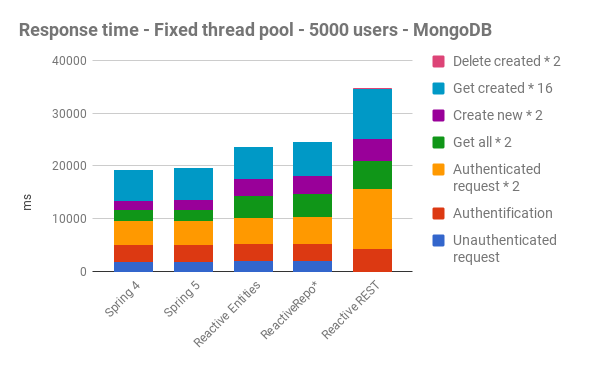 Response time - Fixed thread pool - 5000 users - MongoDB
40000
30000
20000
10000
0
ms
Spring 4
Spring 5
Reactive Entities
ReactiveRepo*
Reactive REST
Delete created * 2
Get created * 16
Create new * 2
Get all * 2
Authenticated
request * 2
Authentification
Unauthenticated
request